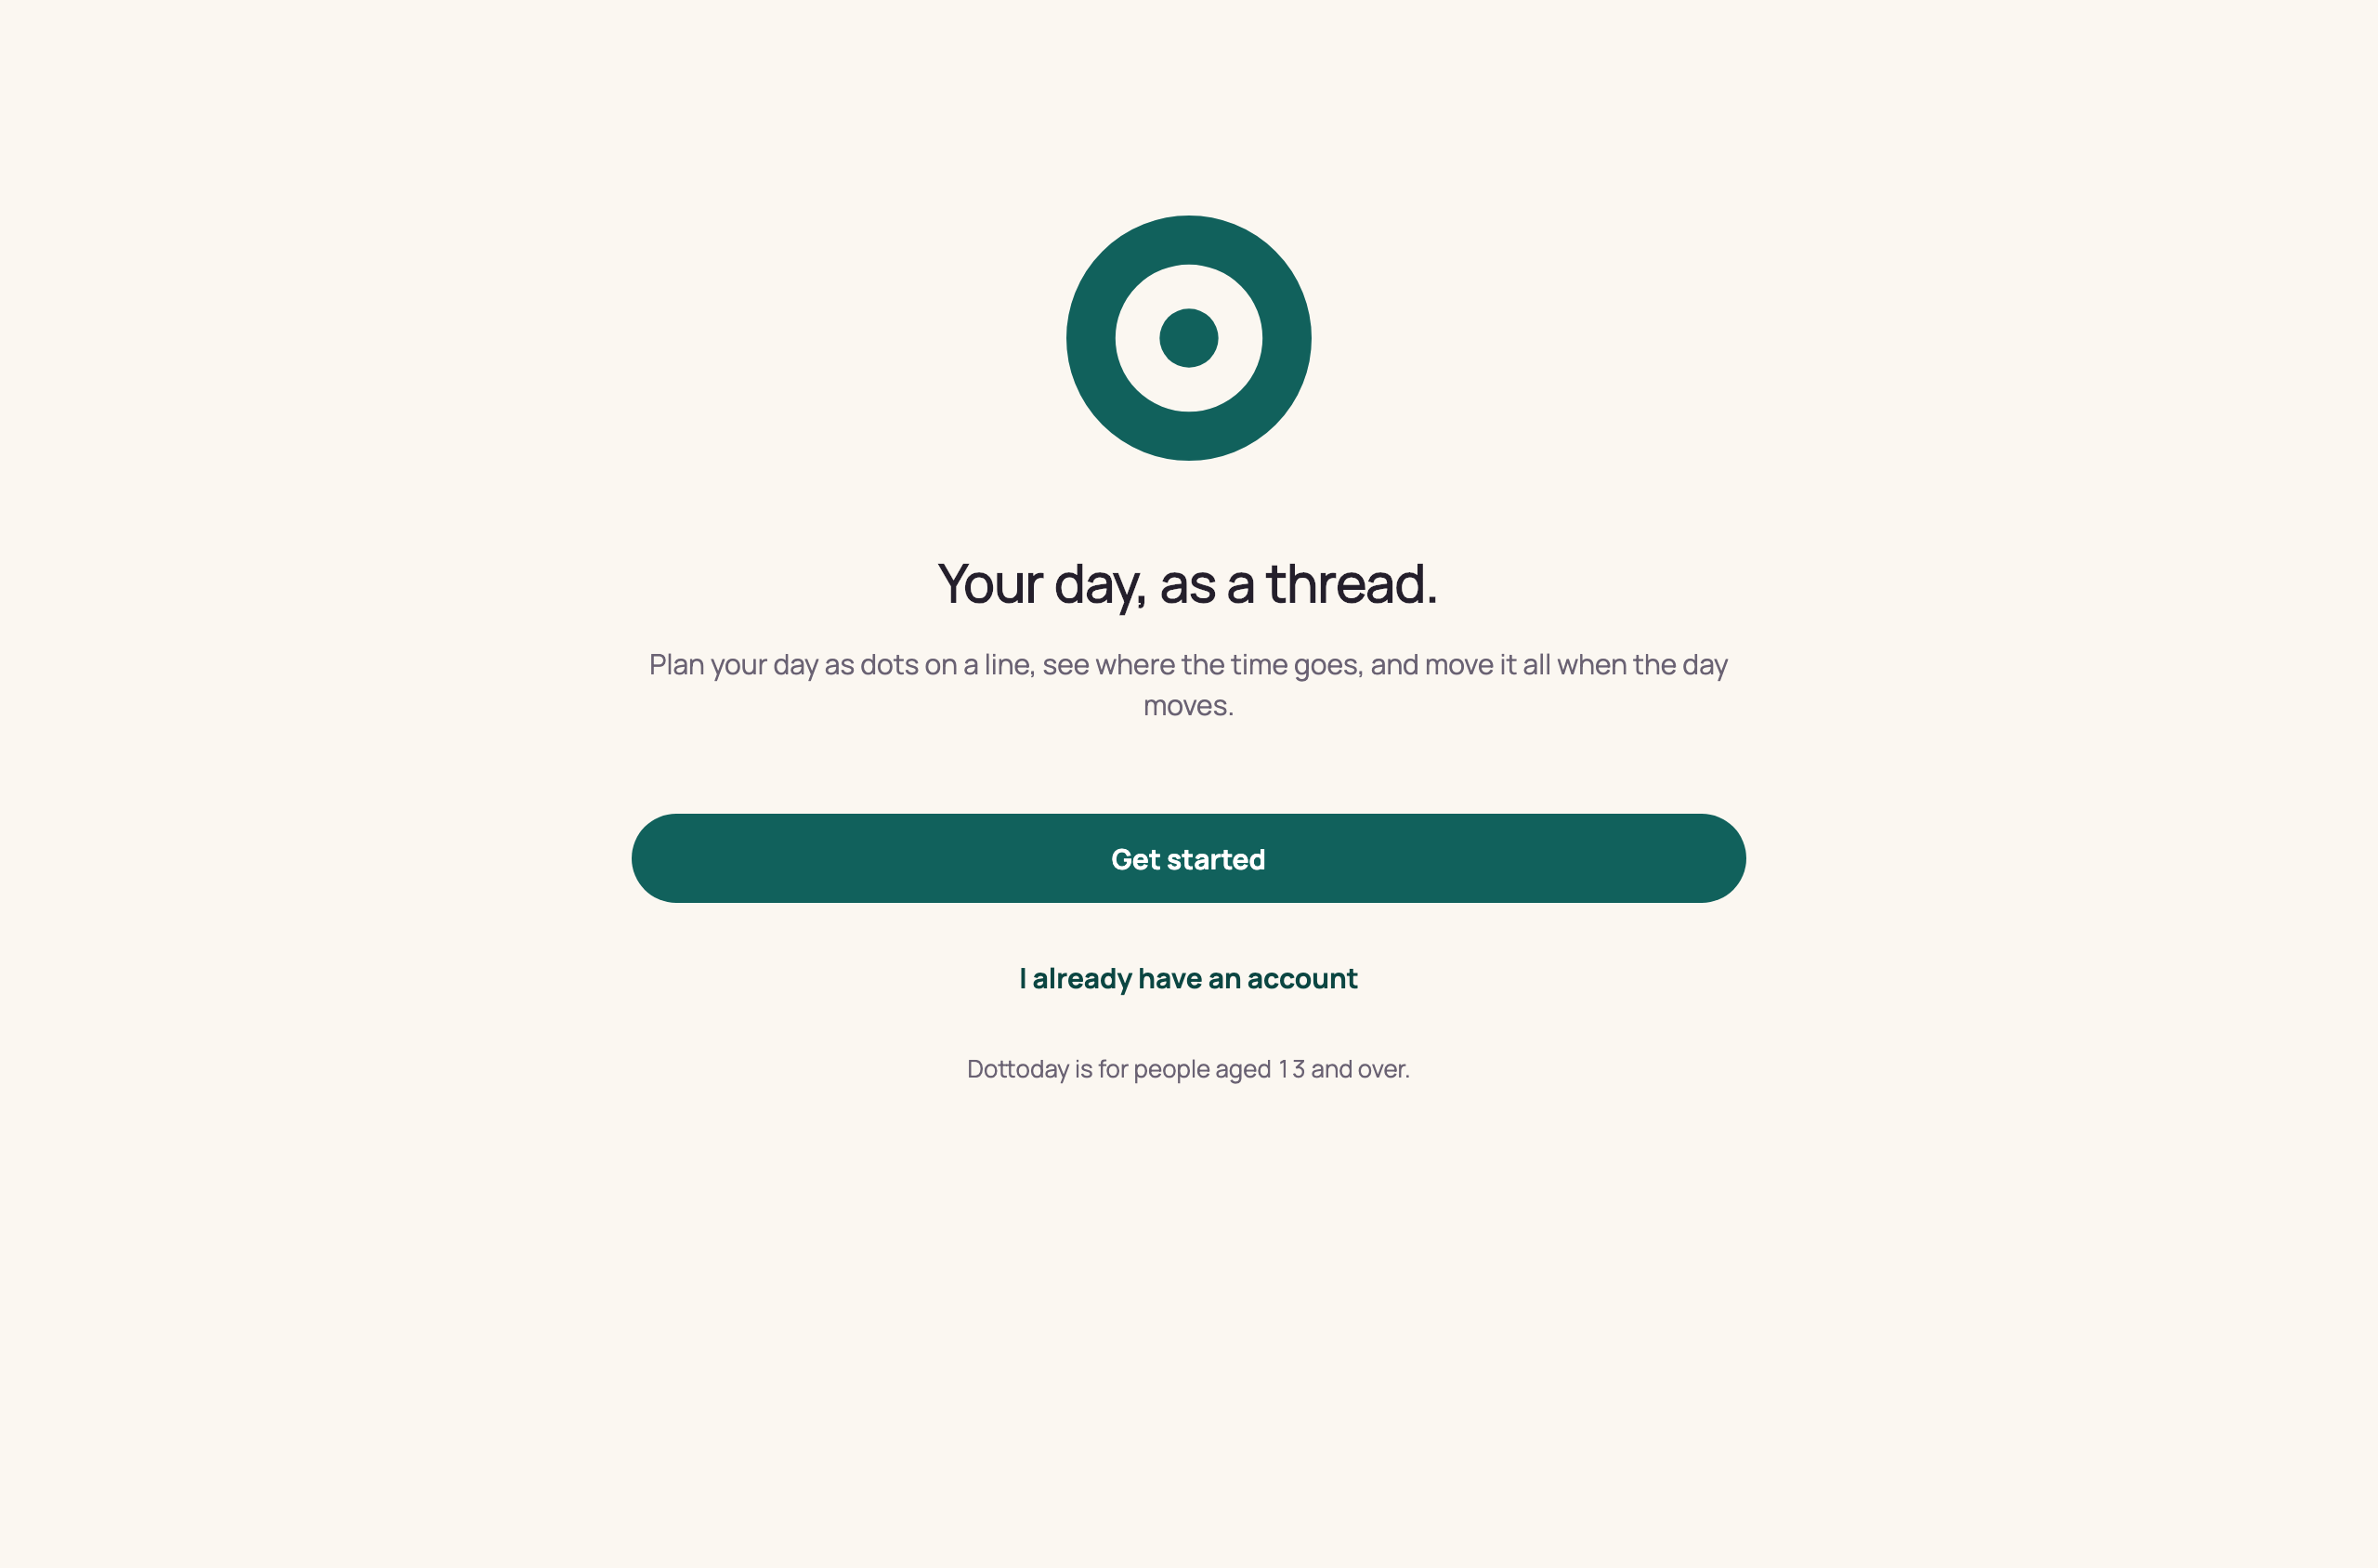 Your day, as a thread.
Plan your day as dots on a line, see where the time goes, and move it all when the day
moves.
Get started
I already have an account
Dottoday is for people aged 13 and over.